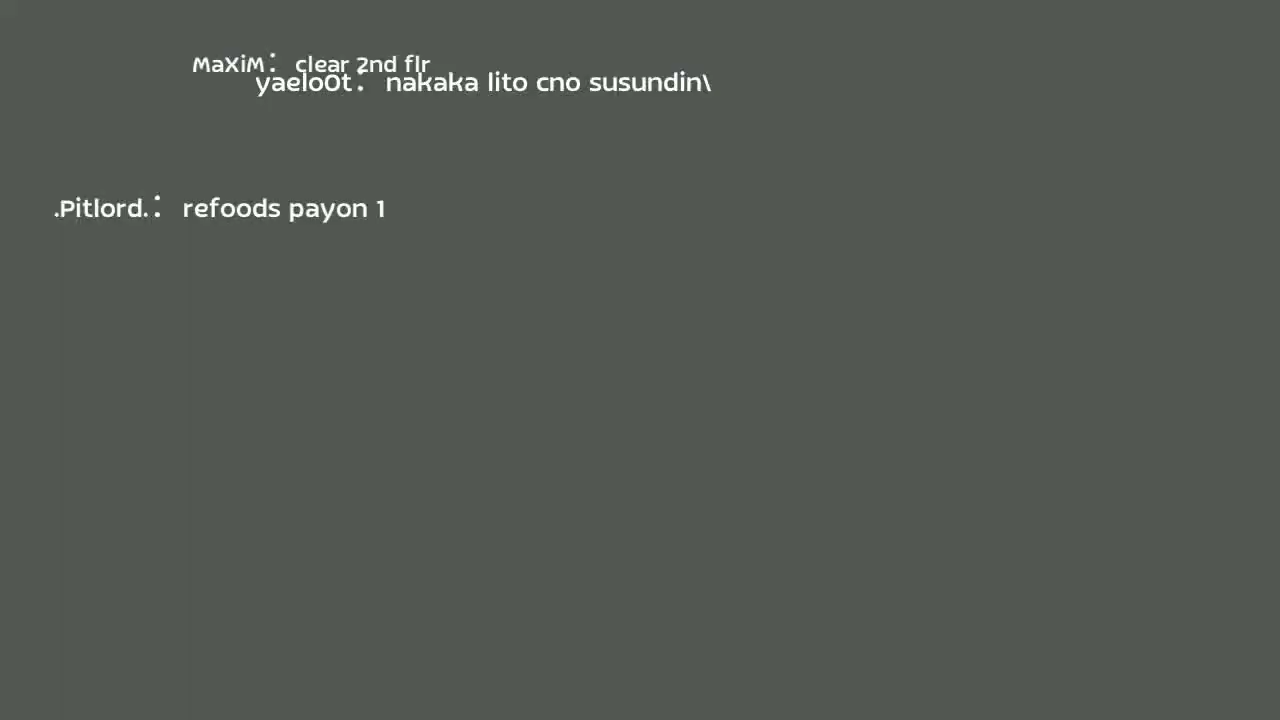 MaXiM: clear 2nd flr
yaelo0t: nakaka lito cno susundin\
.Pitlord.: refoods payon 1